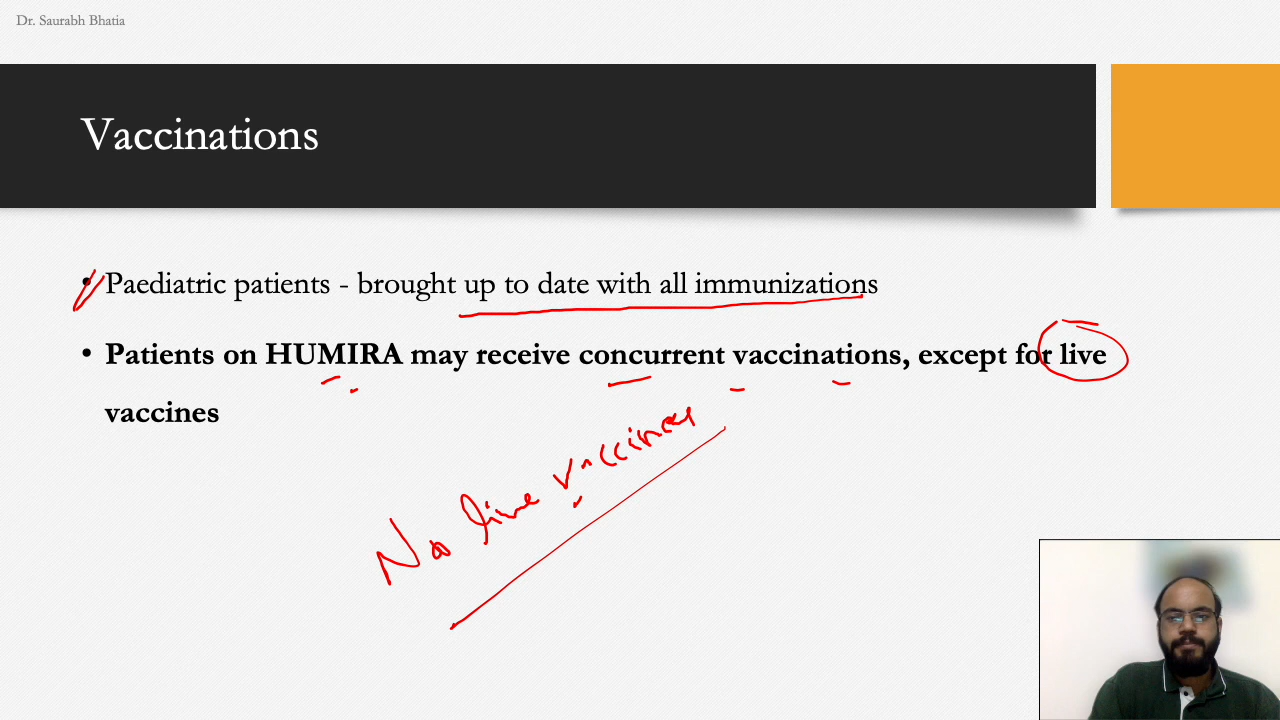 Dr. Saurabh Bhatia
Vaccinations
• Paediatric patients - brought up to date with all immunizations
• Patients on HUMIRA may receive concurrent vaccinations, except for live
vaccines
No live vaccines